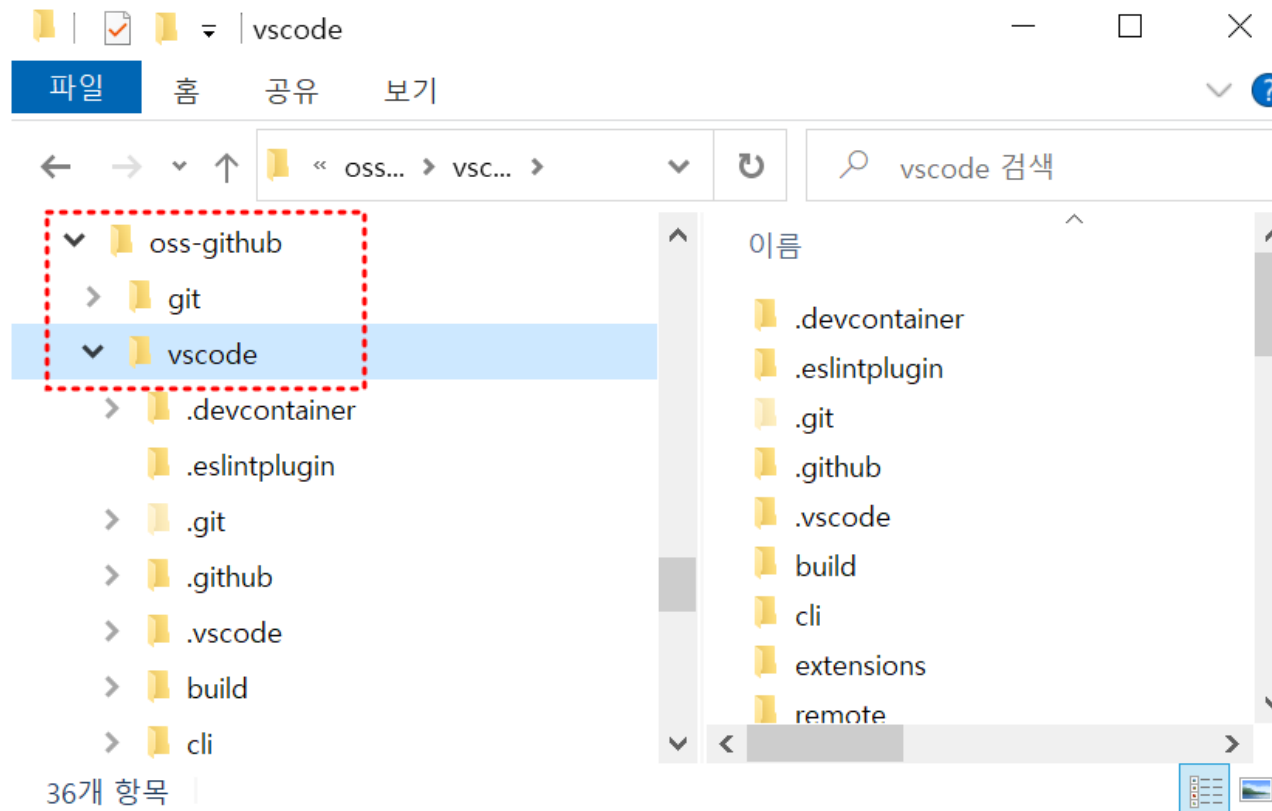 vscode
파일 홈 공유 보기
« oss... > vsc... > vscode 검색
oss-github
git
vscode
.devcontainer
.eslintplugin
.git
.github
.vscode
build
cli
이름
.devcontainer
.eslintplugin
.git
.github
.vscode
build
cli
extensions
remote
36개 항목